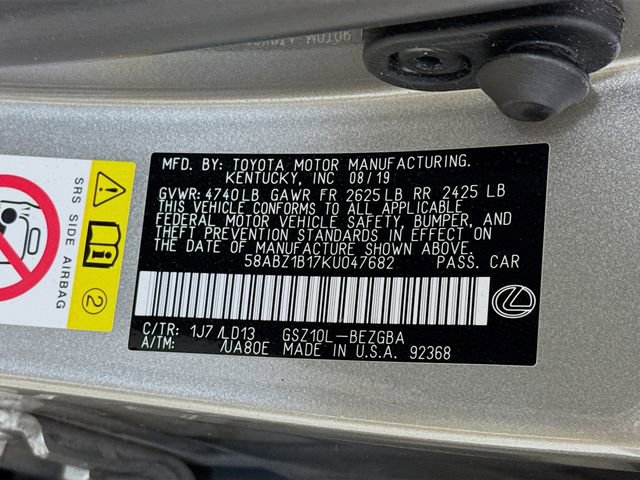 TOYOTA MOTOR
MFD. BY: TOYOTA MOTOR MANUFACTURING.
KENTUCKY, INC 08/19
GVWR: 4740LB GAWR FR 2625LB RR 2425 LB
THIS VEHICLE CONFORMS TO ALL APPLICABLE
FEDERAL MOTOR VEHICLE SAFETY, BUMPER, AND
THEFT PREVENTION STANDARDS IN EFFECT ON
THE DATE OF MANUFACTURE SHOWN ABOVE.
58ABZ1B17KU047682 PASS. CAR
C/TR: 1J7/LD13 GSZ10L-BEZGBA
A/TM: /UA80E MADE IN U.S.A. 92368
SRS SIDE AIRBAG
2